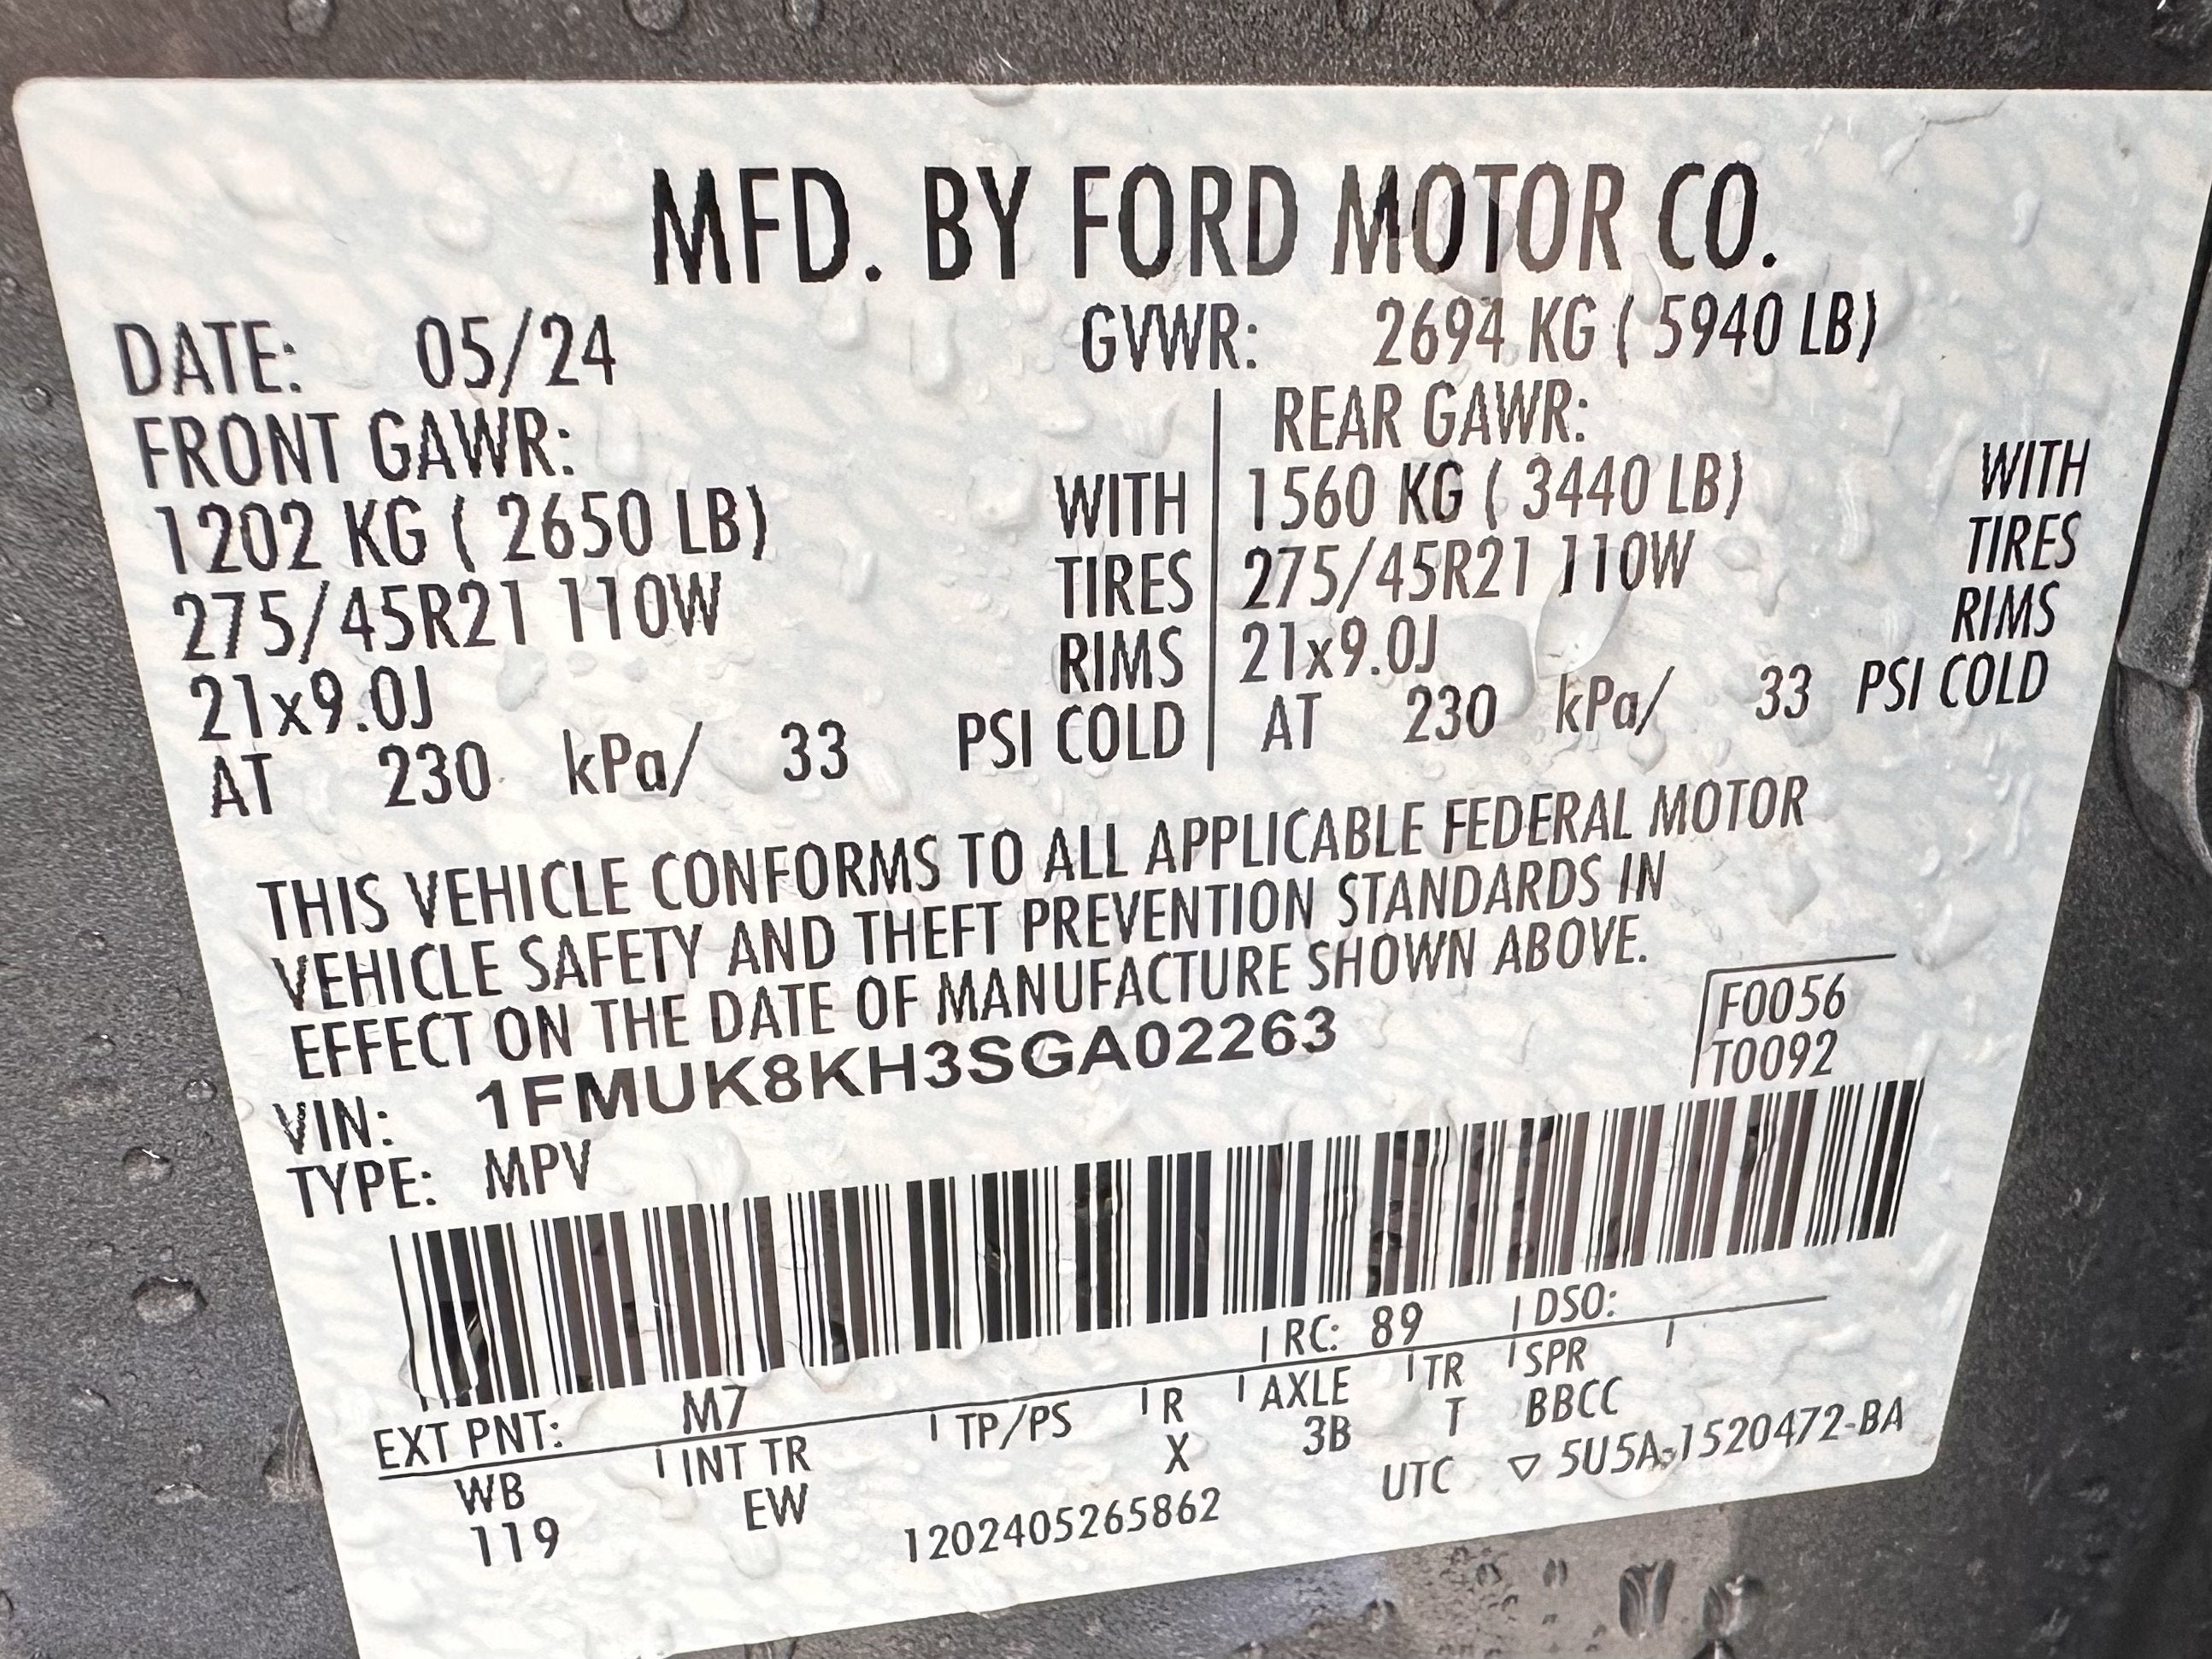 MFD. BY FORD MOTOR CO.
DATE: 05/24 GVWR: 2694 KG ( 5940 LB)
FRONT GAWR: REAR GAWR:
1202 KG ( 2650 LB) WITH 1560 KG ( 3440 LB) WITH
275/45R21 110W TIRES 275/45R21 110W TIRES
21x9.0J RIMS 21x9.0J RIMS
AT 230 kPa/ 33 PSI COLD AT 230 kPa/ 33 PSI COLD
THIS VEHICLE CONFORMS TO ALL APPLICABLE FEDERAL MOTOR
VEHICLE SAFETY AND THEFT PREVENTION STANDARDS IN
EFFECT ON THE DATE OF MANUFACTURE SHOWN ABOVE.
VIN: 1FMUK8KH3SGA02263 F0056
TYPE: MPV T0092
EXT PNT: M7 RC: 89 DSO:
WB INT TR TP/PS R AXLE TR SPR
119 EW X 3B T BBCC
1202405265862 UTC ▽ 5U5A-1520472-BA